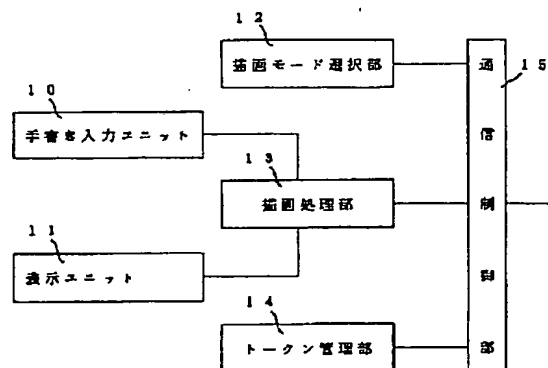 12
描画モード選択部
15
10
手書き入力ユニット
13
描画処理部
11
表示ユニット
14
トークン管理部
通信制御部